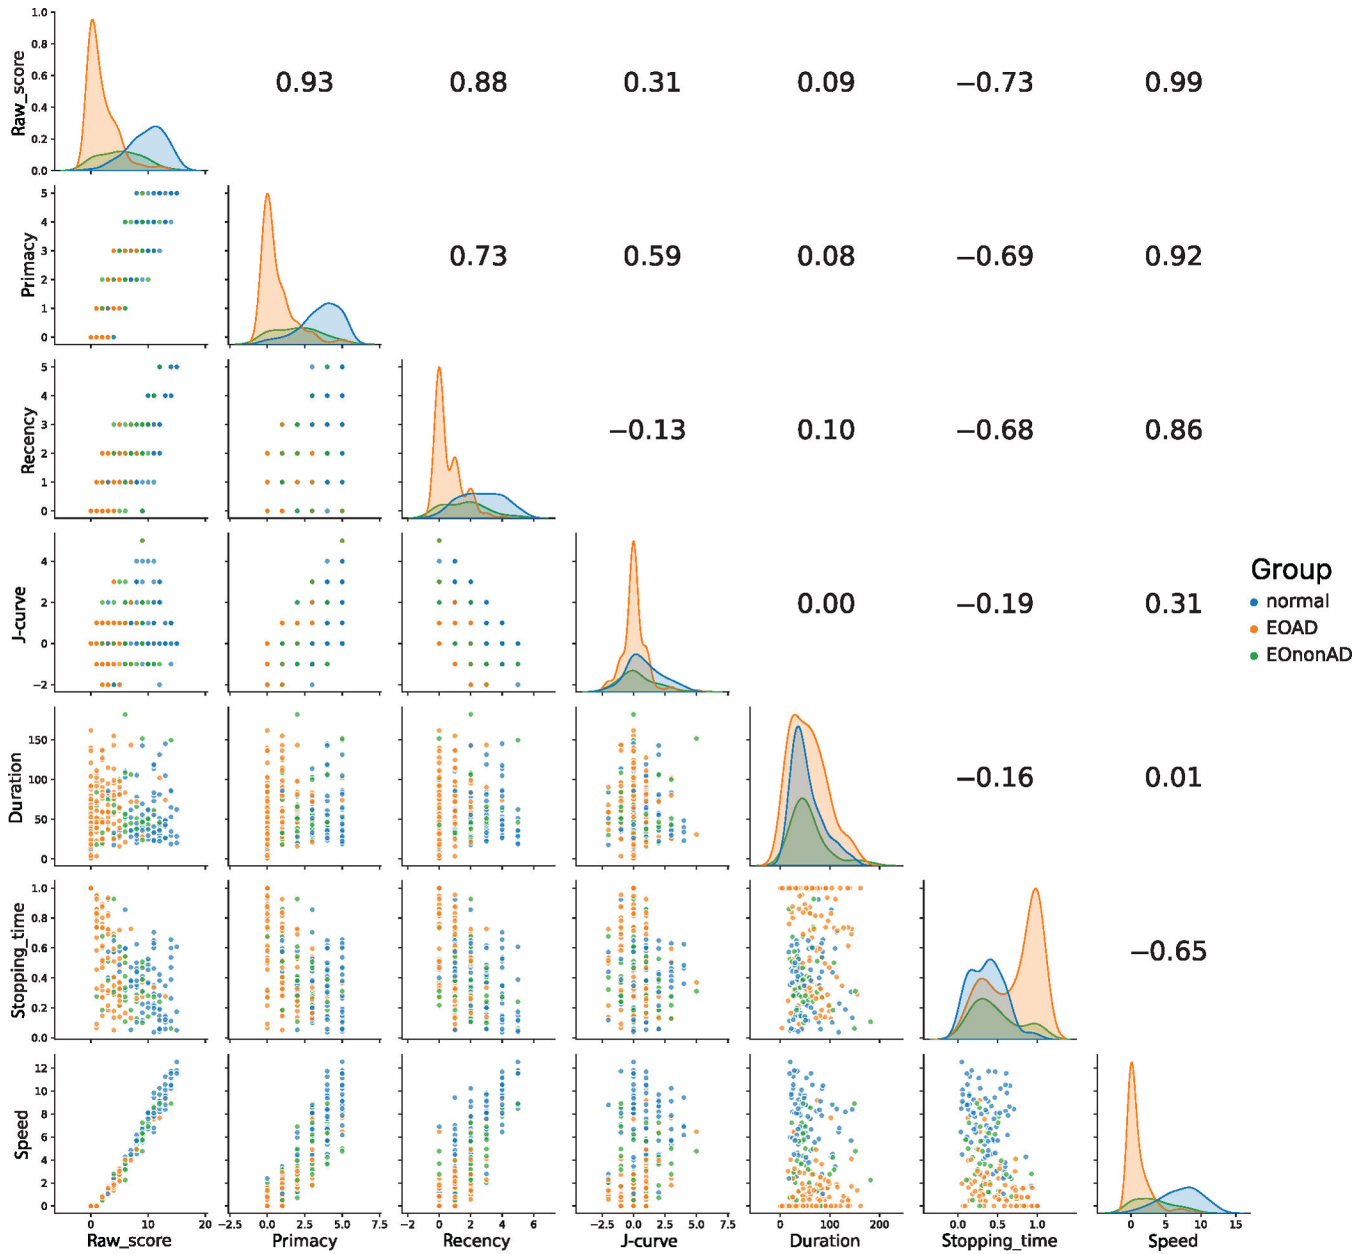 1.0
0.8
0.6
0.4
0.2
0.0
Raw_score
0.93 0.88 0.31 0.09 −0.73 0.99
5
4
3
2
1
0
Primacy
0.73 0.59 0.08 −0.69 0.92
5
4
3
2
1
0
Recency
−0.13 0.10 −0.68 0.86
4
2
0
−2
J-curve
0.00 −0.19 0.31
Group
normal
EOAD
EOnonAD
150
100
50
0
Duration
−0.16 0.01
1.0
0.8
0.6
0.4
0.2
0.0
Stopping_time
−0.65
12
10
8
6
4
2
0
Speed
0 10 20 −2.5 0.0 2.5 5.0 7.5 −2 0 2 4 6 −2.5 0.0 2.5 5.0 7.5 0 100 200 0.0 0.5 1.0 0 5 10 15
Raw_score Primacy Recency J-curve Duration Stopping_time Speed